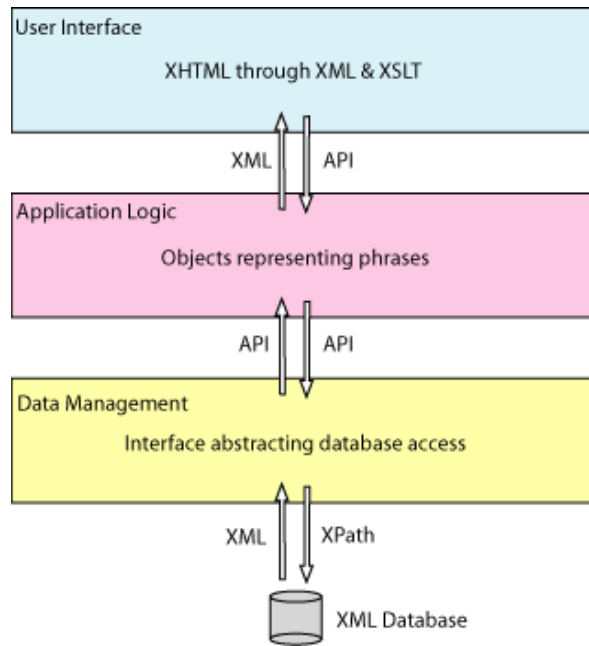 User Interface
XHTML through XML & XSLT
XML
API
Application Logic
Objects representing phrases
API
API
Data Management
Interface abstracting database access
XML
XPath
XML Database